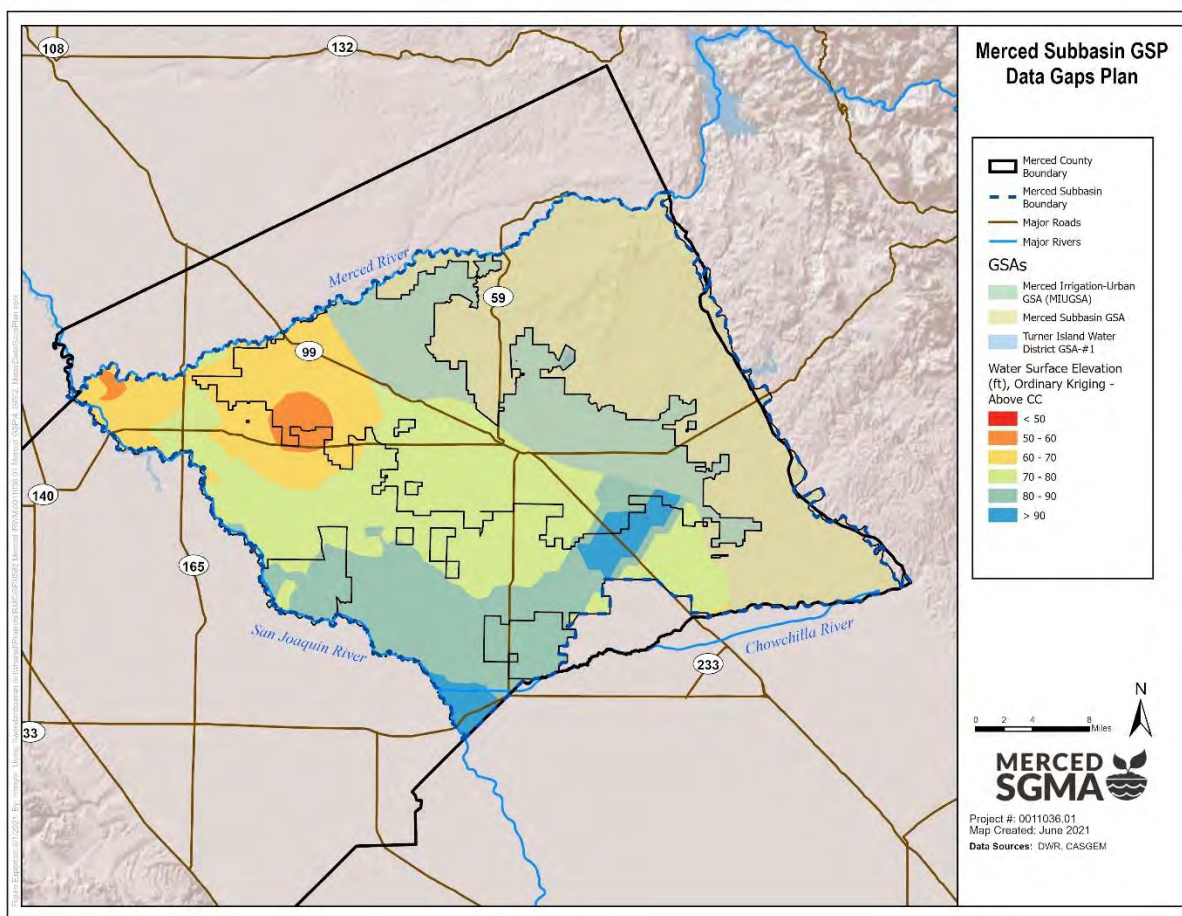 Merced Subbasin GSP
Data Gaps Plan
Merced County
Boundary
Merced Subbasin
Boundary
Major Roads
Major Rivers
GSAs
Merced Irrigation-Urban
GSA (MIUGSA)
Merced Subbasin GSA
Turner Island Water
District GSA-#1
Water Surface Elevation
(ft), Ordinary Kriging -
Above CC
< 50
50 - 60
60 - 70
70 - 80
80 - 90
> 90
N
0 2 4 8
Miles
MERCED
SGMA
Project #: 0011036.01
Map Created: June 2021
Data Sources: DWR, CASGEM
108
132
Merced River
59
99
140
165
San Joaquin River
Chowchilla River
233
33